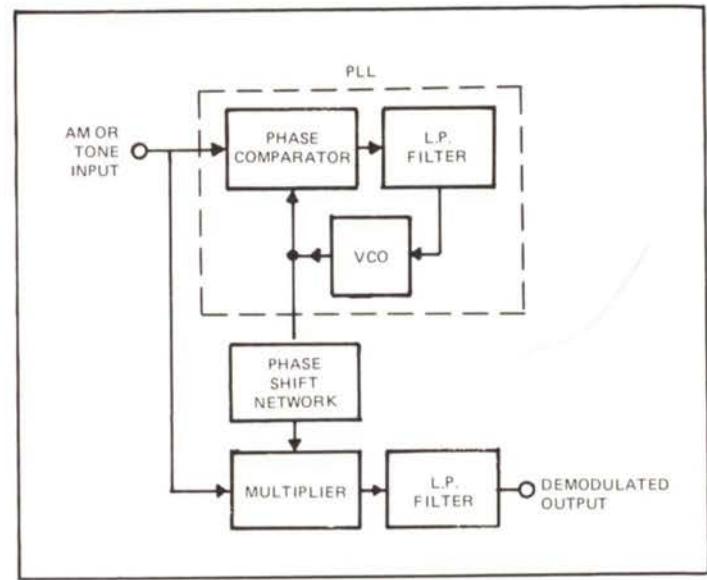 PLL
AM OR
TONE
INPUT
PHASE
COMPARATOR
L.P.
FILTER
VCO
PHASE
SHIFT
NETWORK
MULTIPLIER
L.P.
FILTER
DEMODULATED
OUTPUT